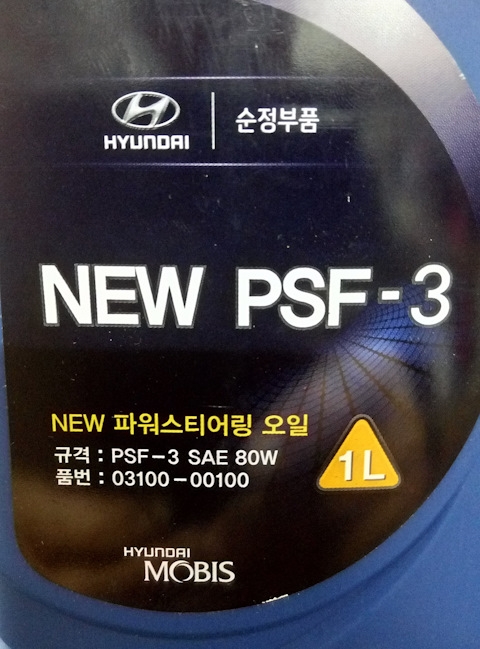 HYUNDAI
순정부품
NEW PSF-3
NEW 파워스티어링 오일
규격 : PSF-3 SAE 80W
품번 : 03100-00100
1L
HYUNDAI
MOBIS